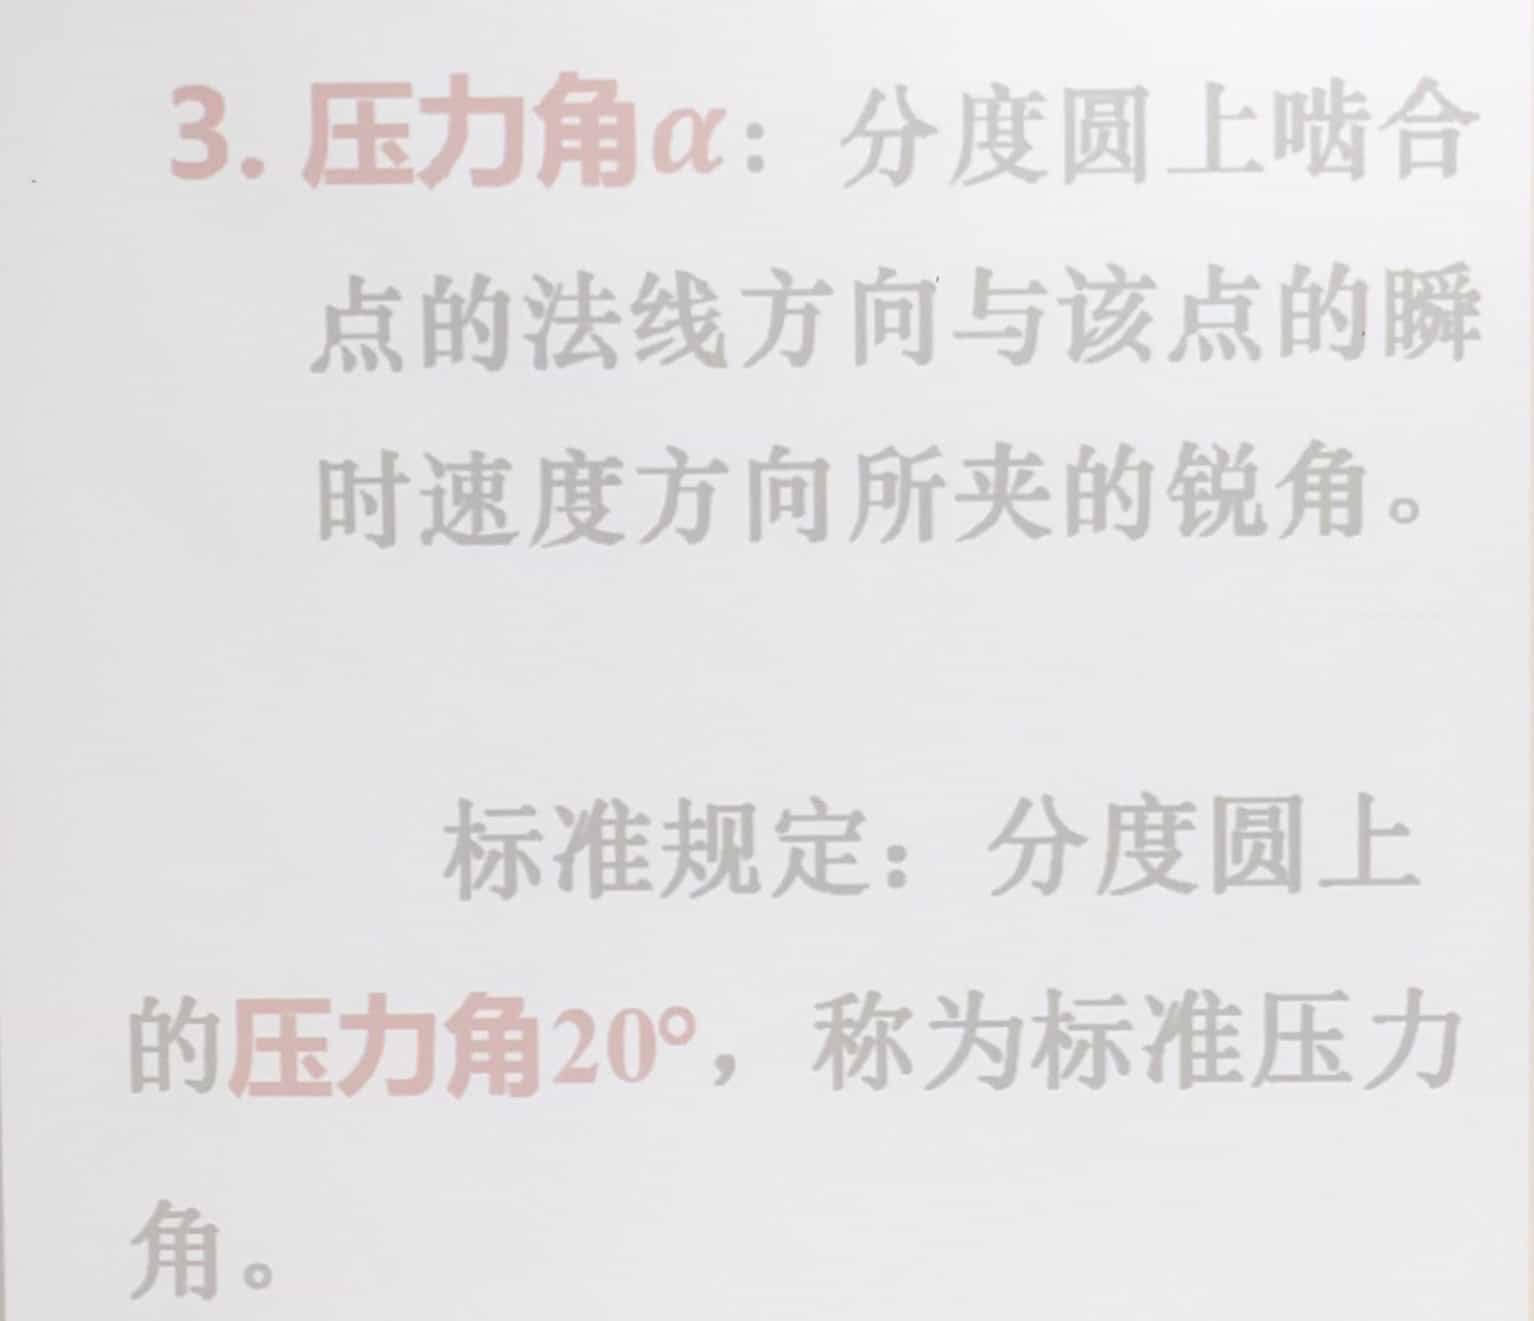 3. 压力角α：分度圆上啮合
点的法线方向与该点的瞬
时速度方向所夹的锐角。
标准规定：分度圆上
的压力角20°，称为标准压力
角。